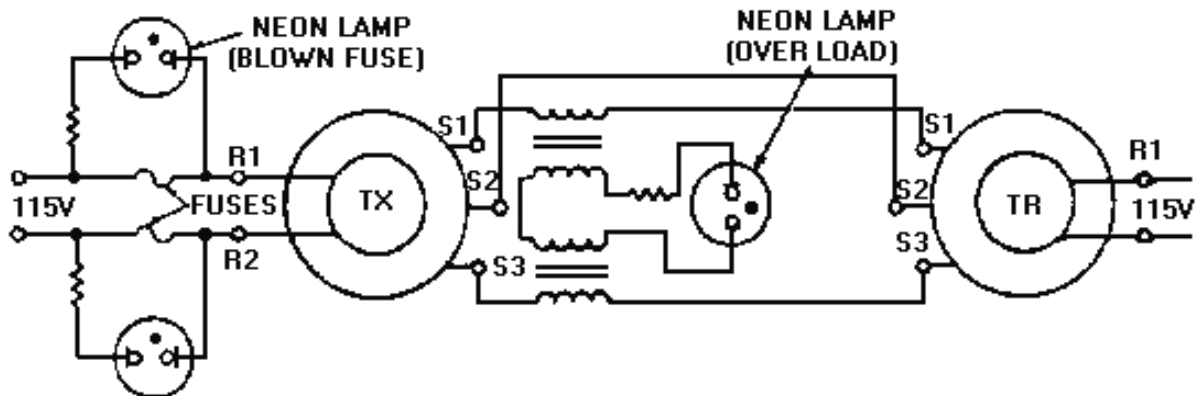 NEON LAMP
(BLOWN FUSE)
NEON LAMP
(OVER LOAD)
S1
S1
R1
R1
S2
S2
115V
FUSES
TX
TR
115V
R2
S3
S3